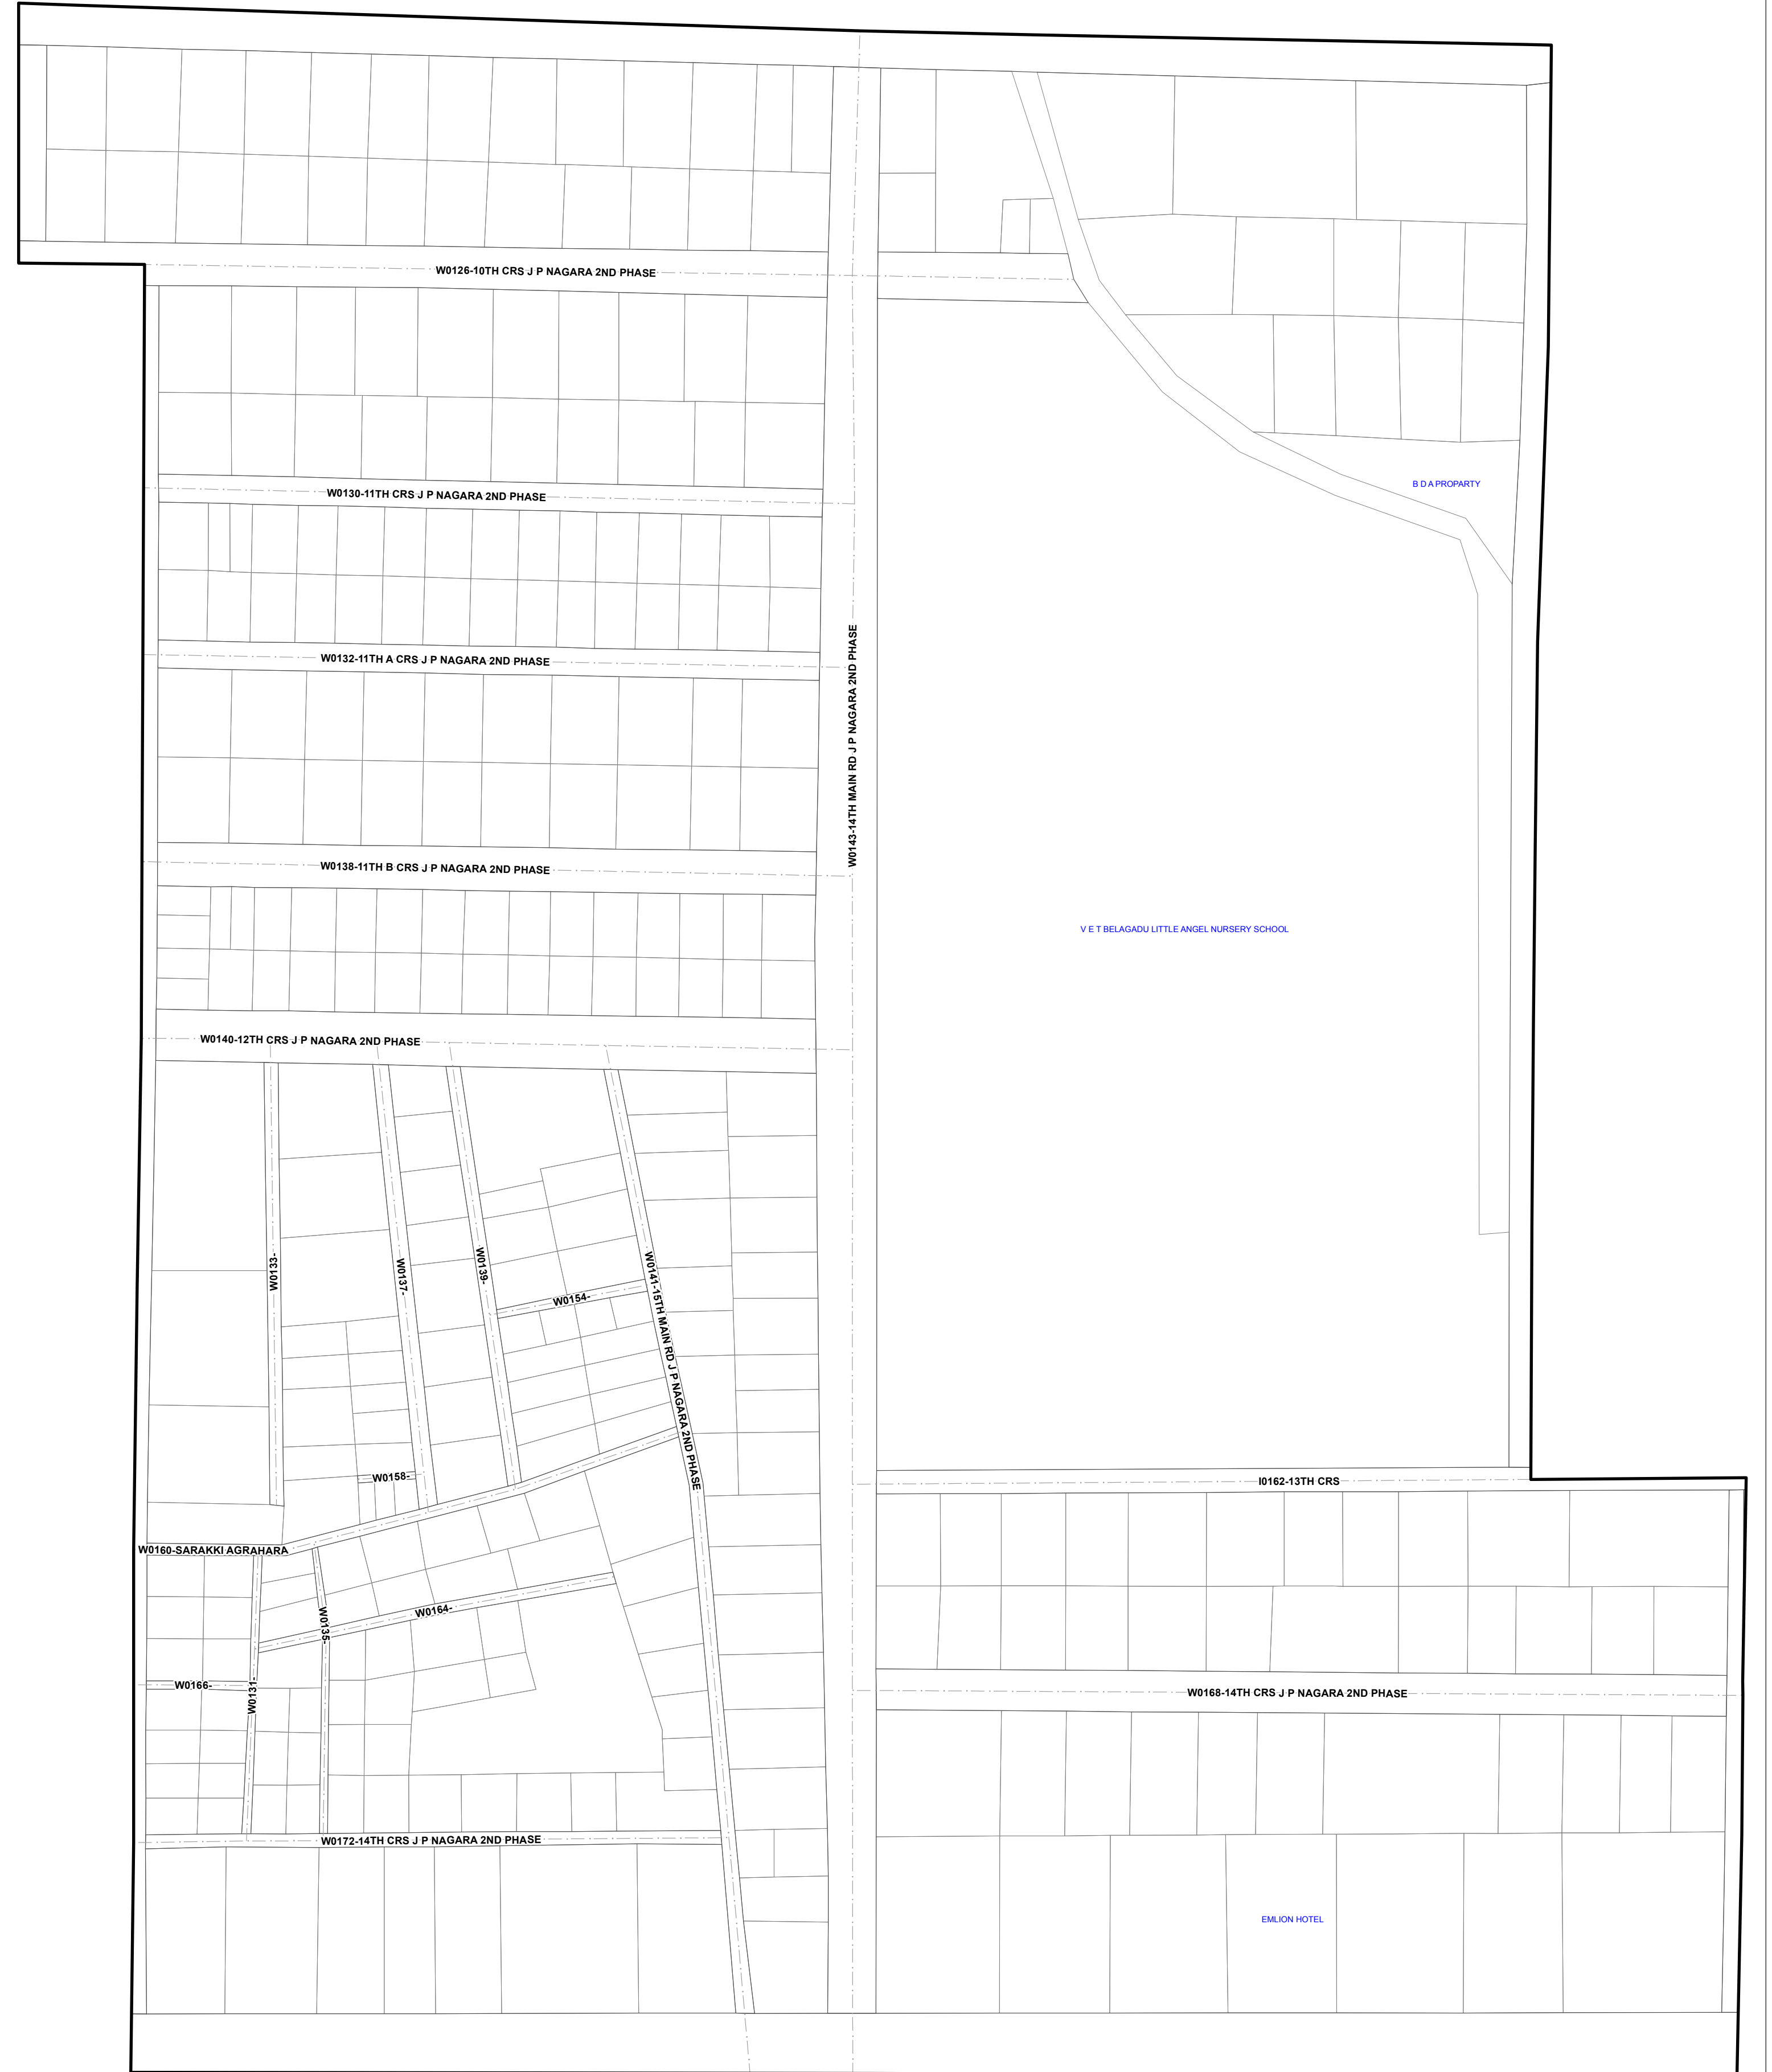 W0126-10TH CRS J P NAGARA 2ND PHASE
B D A PROPARTY
W0130-11TH CRS J P NAGARA 2ND PHASE
W0132-11TH A CRS J P NAGARA 2ND PHASE
W0143-14TH MAIN RD J P NAGARA 2ND PHASE
W0138-11TH B CRS J P NAGARA 2ND PHASE
V E T BELAGADU LITTLE ANGEL NURSERY SCHOOL
W0140-12TH CRS J P NAGARA 2ND PHASE
W0133-
W0137-
W0139-
W0154-
W0141-15TH MAIN RD J P NAGARA 2ND PHASE
W0158-
I0162-13TH CRS
W0160-SARAKKI AGRAHARA
W0135-
W0164-
W0166-
W0131-
W0168-14TH CRS J P NAGARA 2ND PHASE
W0172-14TH CRS J P NAGARA 2ND PHASE
EMLION HOTEL